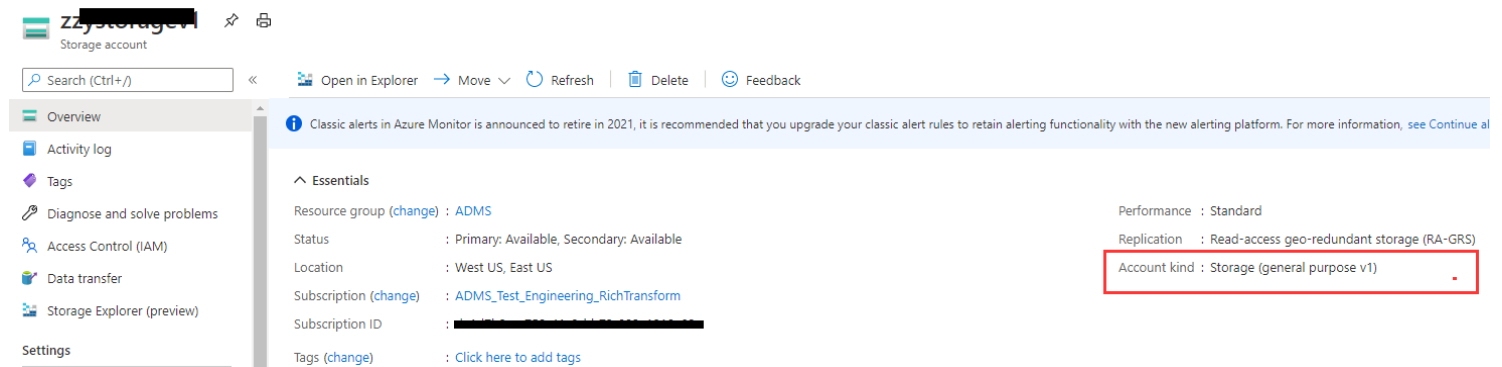 Storage account
Search (Ctrl+/)
«
Open in Explorer
Move
Refresh
Delete
Feedback
Overview
Activity log
Tags
Diagnose and solve problems
Access Control (IAM)
Data transfer
Storage Explorer (preview)
Settings
Classic alerts in Azure Monitor is announced to retire in 2021, it is recommended that you upgrade your classic alert rules to retain alerting functionality with the new alerting platform. For more information, see Continue al
Essentials
Resource group (change) : ADMS
Status : Primary: Available, Secondary: Available
Location : West US, East US
Subscription (change) : ADMS_Test_Engineering_RichTransform
Subscription ID :
Tags (change) : Click here to add tags
Performance : Standard
Replication : Read-access geo-redundant storage (RA-GRS)
Account kind : Storage (general purpose v1)